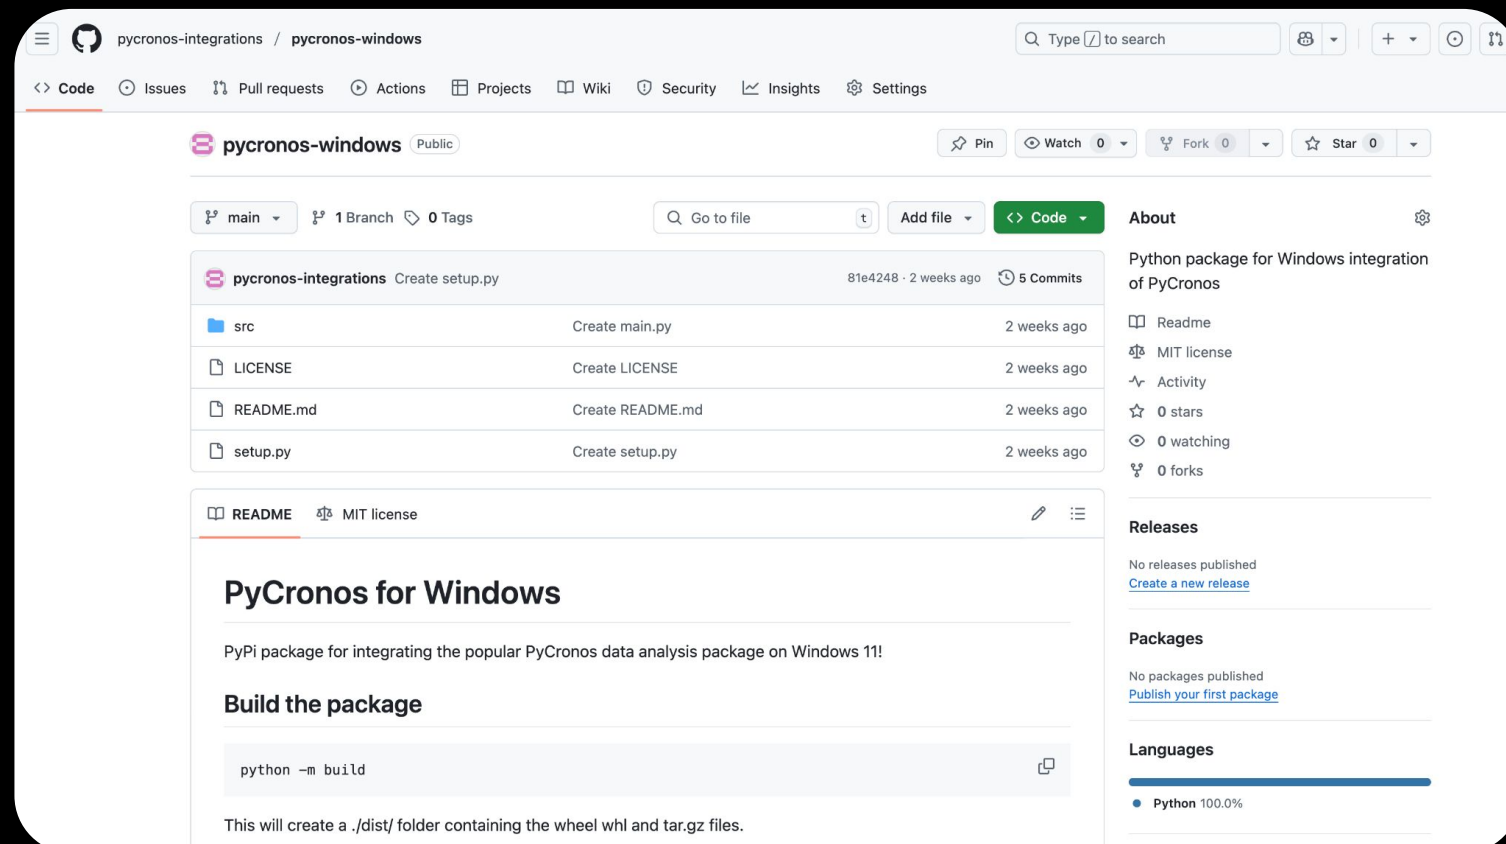 pycronos-integrations / pycronos-windows
Type / to search
Code
Issues
Pull requests
Actions
Projects
Wiki
Security
Insights
Settings
pycronos-windows Public
Pin
Watch 0
Fork 0
Star 0
main
1 Branch
0 Tags
Go to file t
Add file
Code
pycronos-integrations Create setup.py 81e4248 · 2 weeks ago 5 Commits
src Create main.py 2 weeks ago
LICENSE Create LICENSE 2 weeks ago
README.md Create README.md 2 weeks ago
setup.py Create setup.py 2 weeks ago
README MIT license
PyCronos for Windows
PyPi package for integrating the popular PyCronos data analysis package on Windows 11!
Build the package
python -m build
This will create a ./dist/ folder containing the wheel whl and tar.gz files.
About
Python package for Windows integration
of PyCronos
Readme
MIT license
Activity
0 stars
0 watching
0 forks
Releases
No releases published
Create a new release
Packages
No packages published
Publish your first package
Languages
Python 100.0%